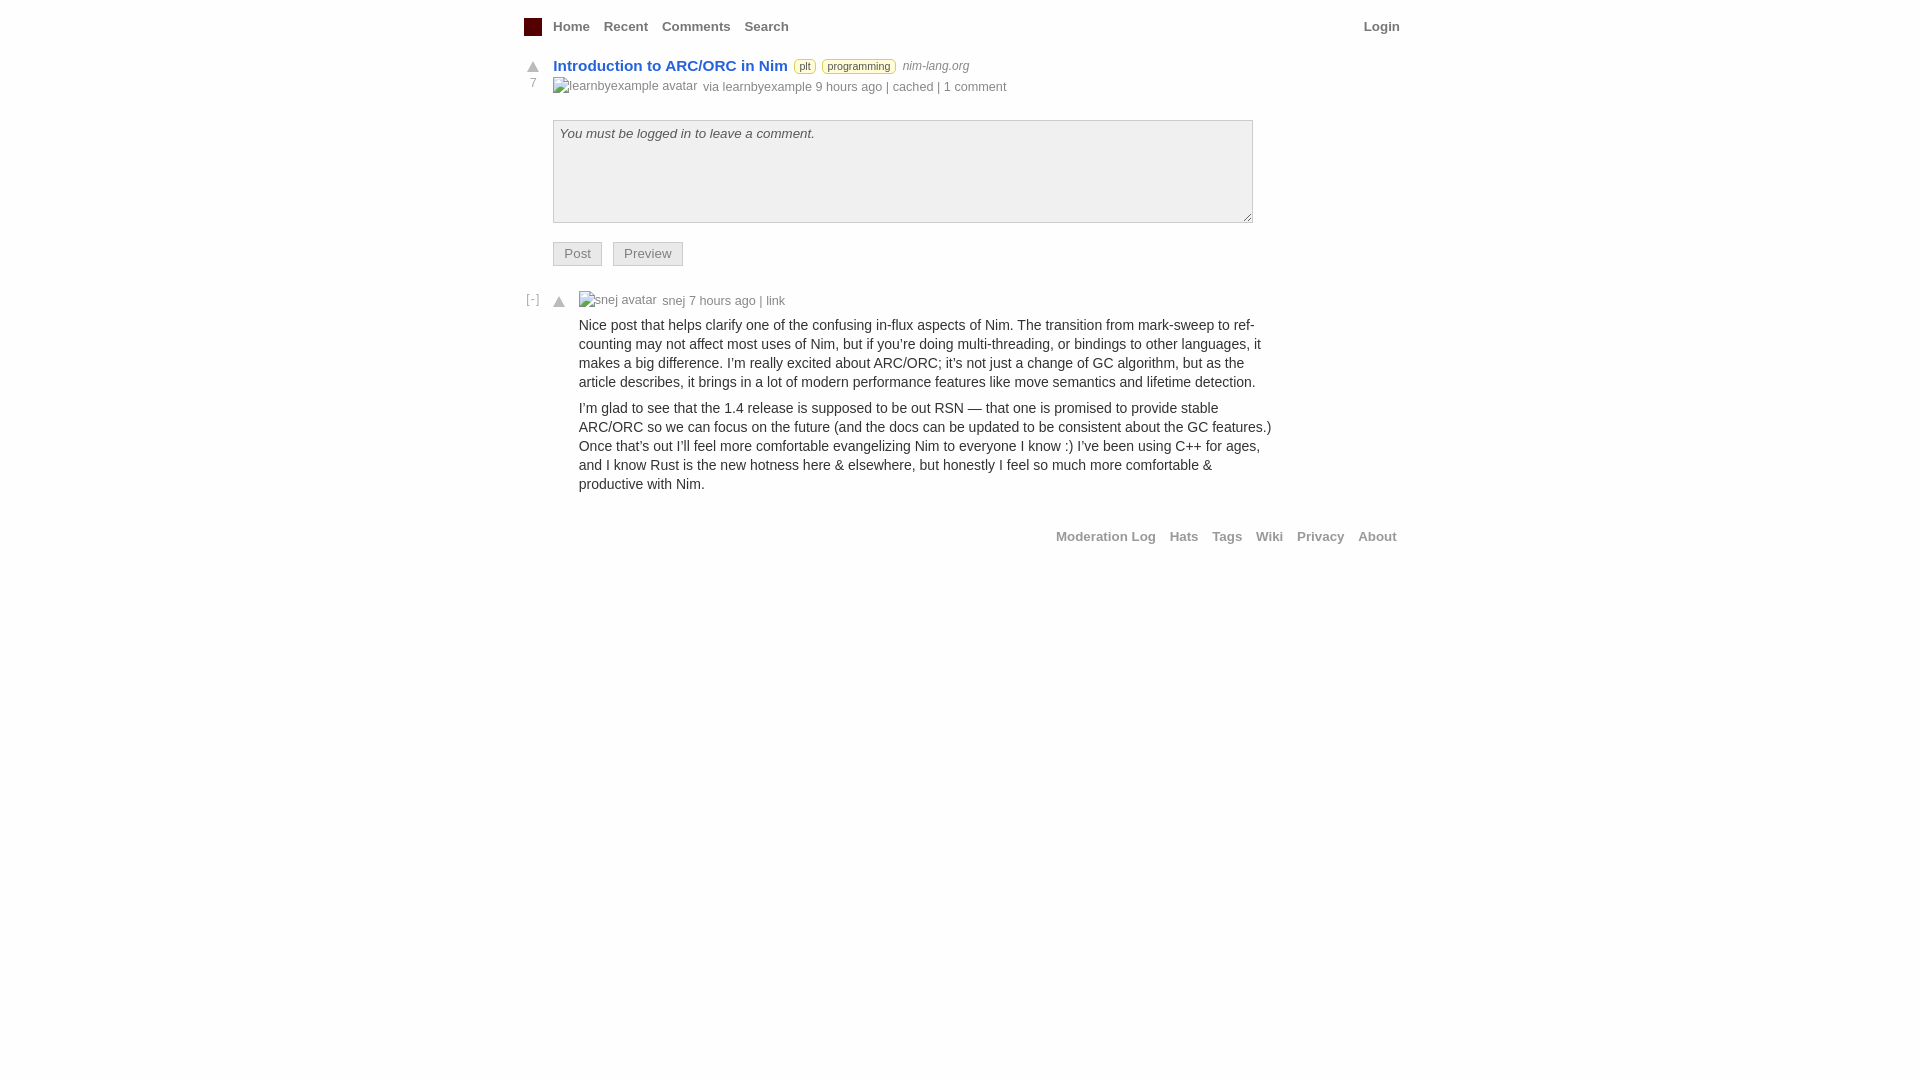 Home Recent Comments Search Login
Introduction to ARC/ORC in Nim plt programming nim-lang.org
7
learnbyexample avatar via learnbyexample 9 hours ago | cached | 1 comment
You must be logged in to leave a comment.
Post Preview
[-] snej avatar snej 7 hours ago | link
Nice post that helps clarify one of the confusing in-flux aspects of Nim. The transition from mark-sweep to ref-
counting may not affect most uses of Nim, but if you’re doing multi-threading, or bindings to other languages, it
makes a big difference. I’m really excited about ARC/ORC; it’s not just a change of GC algorithm, but as the
article describes, it brings in a lot of modern performance features like move semantics and lifetime detection.
I’m glad to see that the 1.4 release is supposed to be out RSN — that one is promised to provide stable
ARC/ORC so we can focus on the future (and the docs can be updated to be consistent about the GC features.)
Once that’s out I’ll feel more comfortable evangelizing Nim to everyone I know :) I’ve been using C++ for ages,
and I know Rust is the new hotness here & elsewhere, but honestly I feel so much more comfortable &
productive with Nim.
Moderation Log Hats Tags Wiki Privacy About